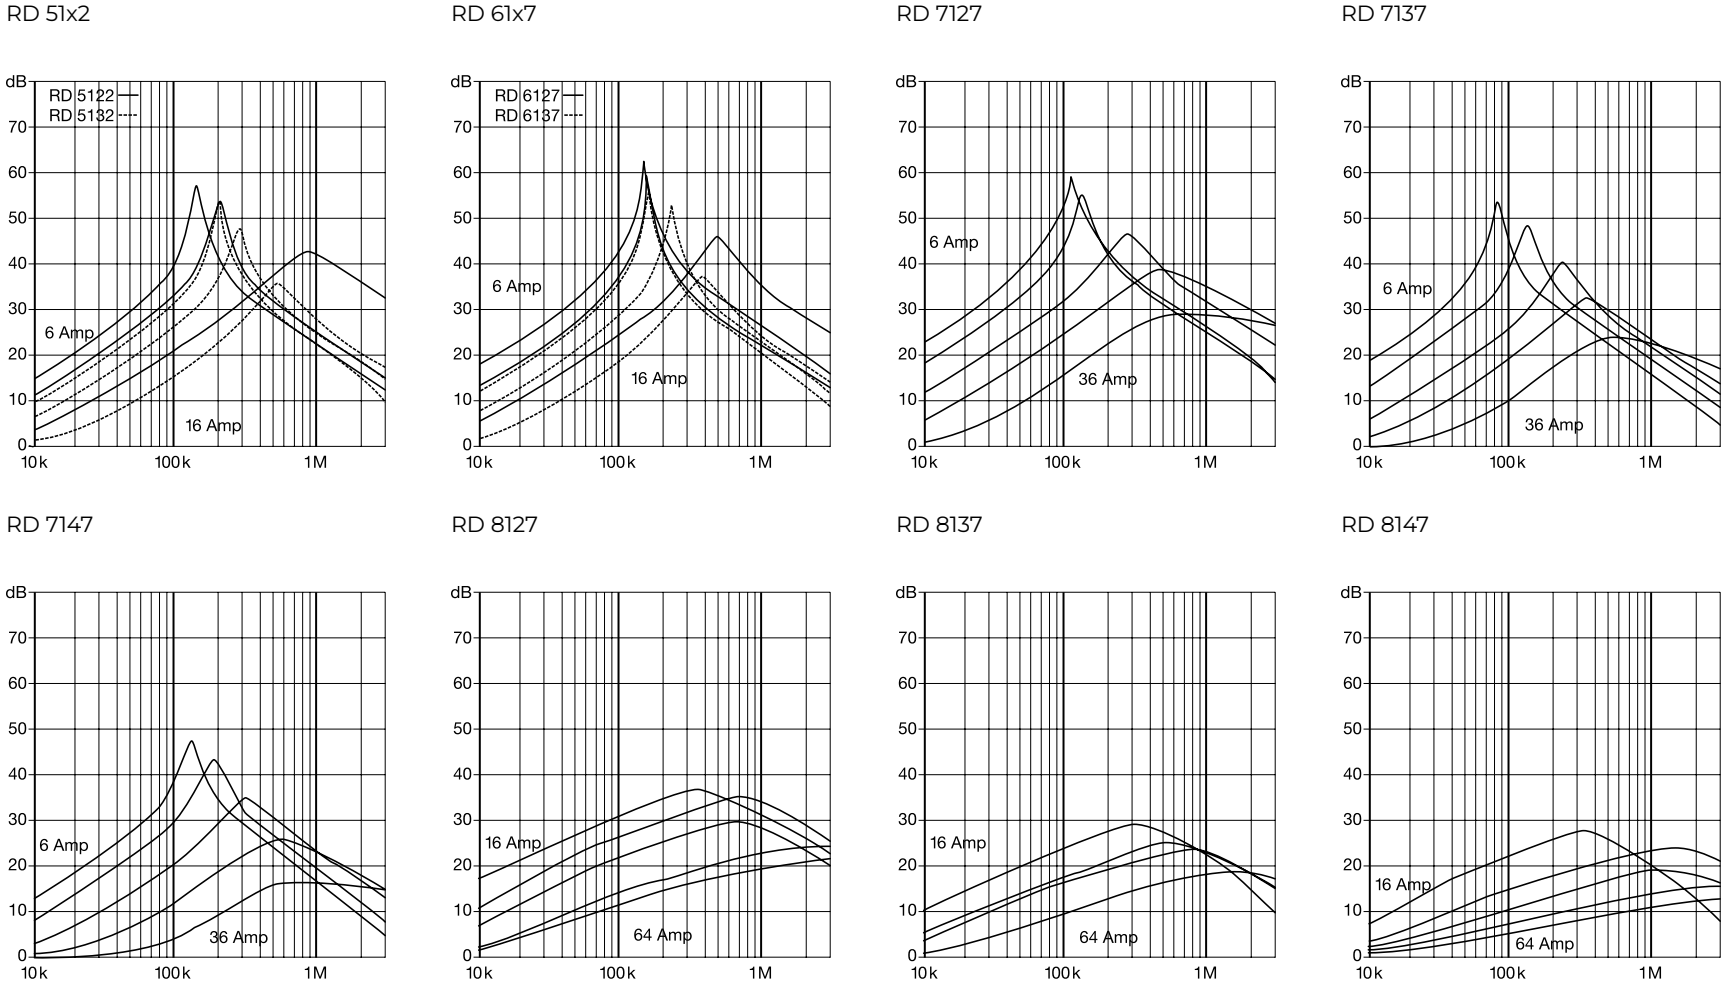 RD 51x2
RD 61x7
RD 7127
RD 7137
dB
RD 5122
RD 5132
70
60
50
40
30
20
10
0
6 Amp
16 Amp
10k
100k
1M
dB
RD 6127
RD 6137
70
60
50
40
30
20
10
0
6 Amp
16 Amp
10k
100k
1M
dB
70
60
50
40
30
20
10
0
6 Amp
36 Amp
10k
100k
1M
dB
70
60
50
40
30
20
10
0
6 Amp
36 Amp
10k
100k
1M
RD 7147
RD 8127
RD 8137
RD 8147
dB
70
60
50
40
30
20
10
0
6 Amp
36 Amp
10k
100k
1M
dB
70
60
50
40
30
20
10
0
16 Amp
64 Amp
10k
100k
1M
dB
70
60
50
40
30
20
10
0
16 Amp
64 Amp
10k
100k
1M
dB
70
60
50
40
30
20
10
0
16 Amp
64 Amp
10k
100k
1M